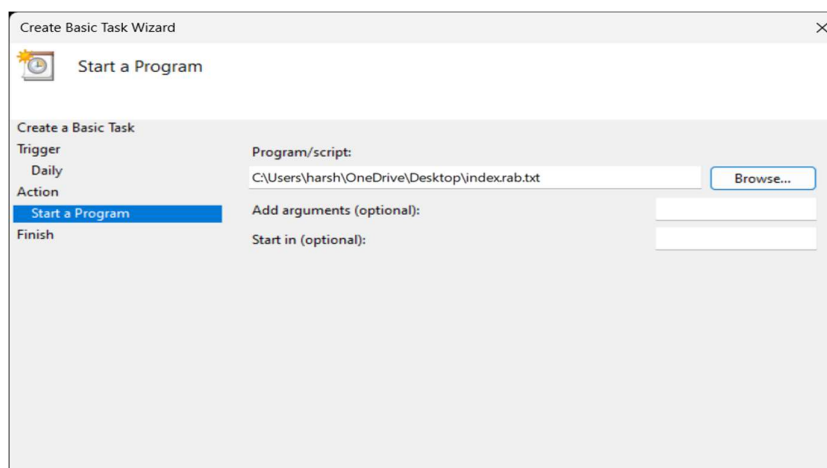 Create Basic Task Wizard
Start a Program
Create a Basic Task
Trigger
Daily
Action
Start a Program
Finish
Program/script:
C:\Users\harsh\OneDrive\Desktop\index.rab.txt
Browse...
Add arguments (optional):
Start in (optional):